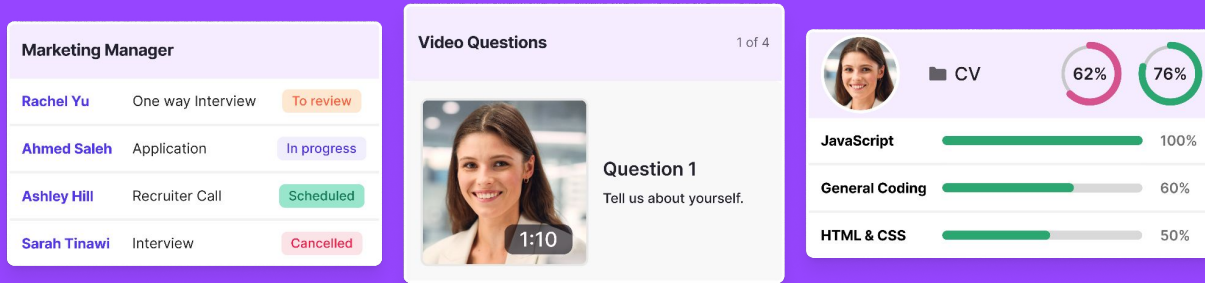 Marketing Manager
Rachel Yu One way Interview To review
Ahmed Saleh Application In progress
Ashley Hill Recruiter Call Scheduled
Sarah Tinawi Interview Cancelled
Video Questions 1 of 4
1:10
Question 1
Tell us about yourself.
CV 62% 76%
JavaScript 100%
General Coding 60%
HTML & CSS 50%